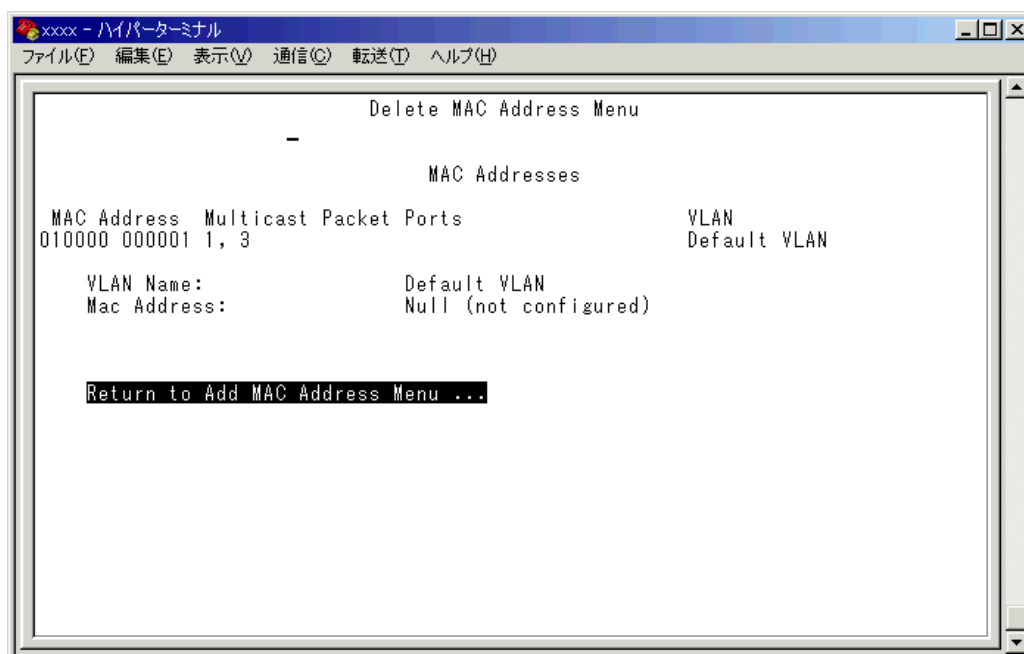 xxxx - ハイパーターミナル
ファイル(F) 編集(E) 表示(V) 通信(C) 転送(T) ヘルプ(H)
Delete MAC Address Menu
MAC Addresses
MAC Address Multicast Packet Ports VLAN
010000 000001 1, 3 Default VLAN
VLAN Name: Default VLAN
Mac Address: Null (not configured)
Return to Add MAC Address Menu ...